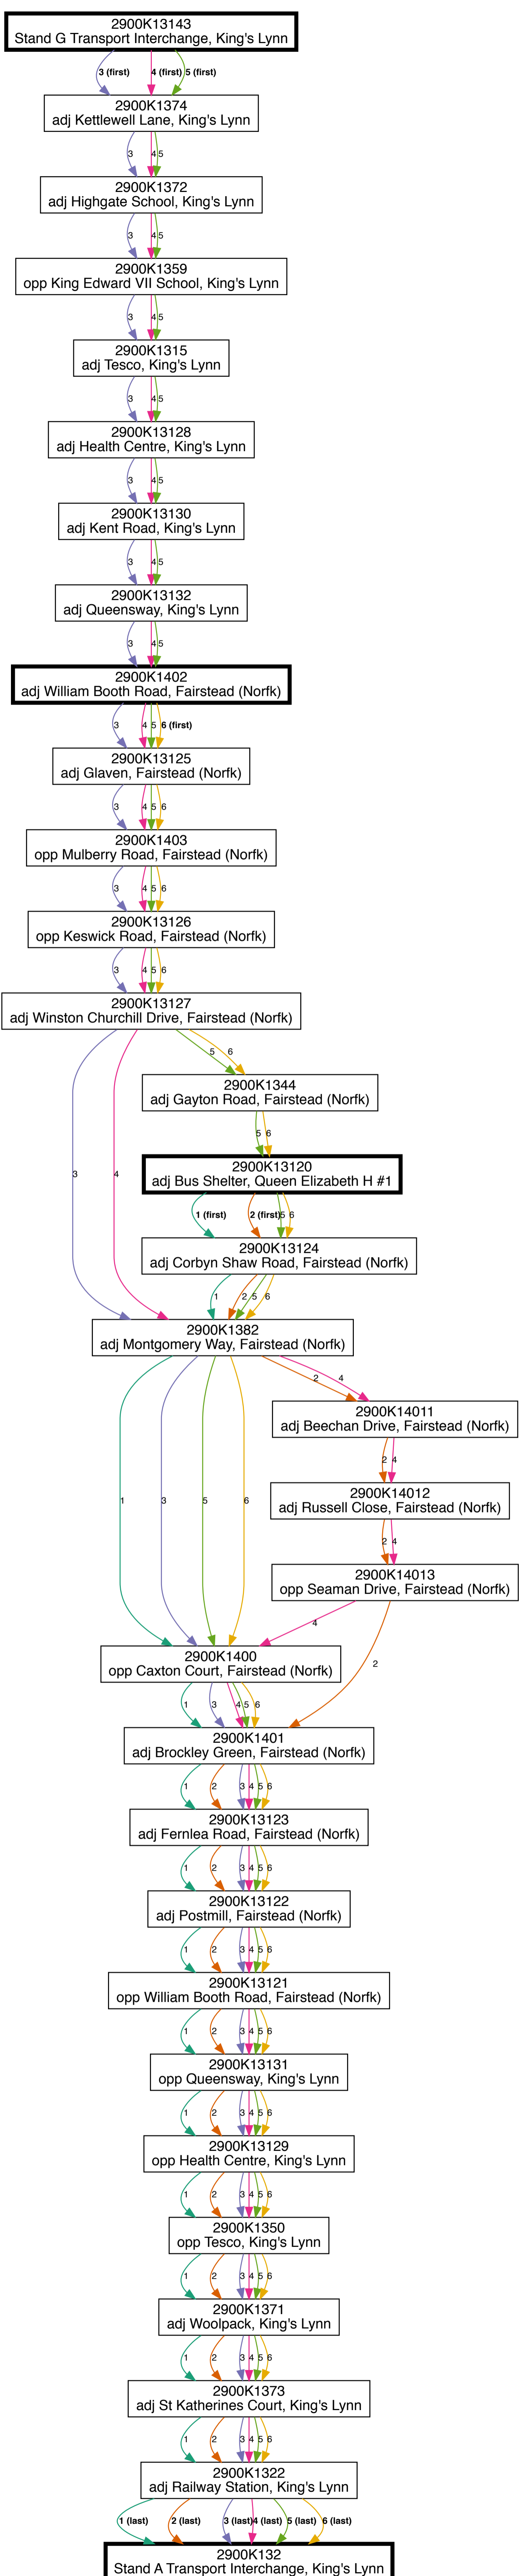 2900K13143
Stand G Transport Interchange, King's Lynn
3 (first) 4 (first) 5 (first)
2900K1374
adj Kettlewell Lane, King's Lynn
3 4 5
2900K1372
adj Highgate School, King's Lynn
3 4 5
2900K1359
opp King Edward VII School, King's Lynn
3 4 5
2900K1315
adj Tesco, King's Lynn
3 4 5
2900K13128
adj Health Centre, King's Lynn
3 4 5
2900K13130
adj Kent Road, King's Lynn
3 4 5
2900K13132
adj Queensway, King's Lynn
3 4 5
2900K1402
adj William Booth Road, Fairstead (Norfk)
3 4 5 6 (first)
2900K13125
adj Glaven, Fairstead (Norfk)
3 4 5 6
2900K1403
opp Mulberry Road, Fairstead (Norfk)
3 4 5 6
2900K13126
opp Keswick Road, Fairstead (Norfk)
3 4 5 6
2900K13127
adj Winston Churchill Drive, Fairstead (Norfk)
5 6
2900K1344
adj Gayton Road, Fairstead (Norfk)
5 6
2900K13120
adj Bus Shelter, Queen Elizabeth H #1
3 4
1 (first) 2 (first) 5 6
2900K13124
adj Corbyn Shaw Road, Fairstead (Norfk)
1 2 5 6
2900K1382
adj Montgomery Way, Fairstead (Norfk)
2 4
2900K14011
adj Beechan Drive, Fairstead (Norfk)
2 4
2900K14012
adj Russell Close, Fairstead (Norfk)
1 3 5 6
2 4
2900K14013
opp Seaman Drive, Fairstead (Norfk)
4
2900K1400
opp Caxton Court, Fairstead (Norfk)
2
1 3 4 5 6
2900K1401
adj Brockley Green, Fairstead (Norfk)
1 2 3 4 5 6
2900K13123
adj Fernlea Road, Fairstead (Norfk)
1 2 3 4 5 6
2900K13122
adj Postmill, Fairstead (Norfk)
1 2 3 4 5 6
2900K13121
opp William Booth Road, Fairstead (Norfk)
1 2 3 4 5 6
2900K13131
opp Queensway, King's Lynn
1 2 3 4 5 6
2900K13129
opp Health Centre, King's Lynn
1 2 3 4 5 6
2900K1350
opp Tesco, King's Lynn
1 2 3 4 5 6
2900K1371
adj Woolpack, King's Lynn
1 2 3 4 5 6
2900K1373
adj St Katherines Court, King's Lynn
1 2 3 4 5 6
2900K1322
adj Railway Station, King's Lynn
1 (last) 2 (last) 3 (last) 4 (last) 5 (last) 6 (last)
2900K132
Stand A Transport Interchange, King's Lynn